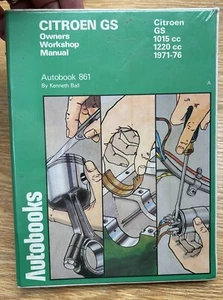 CITROEN GS
Owners
Workshop
Manual
Autobook 861
By Kenneth Ball
Citroen
GS
1015 cc
1220 cc
1971-76
Autobooks